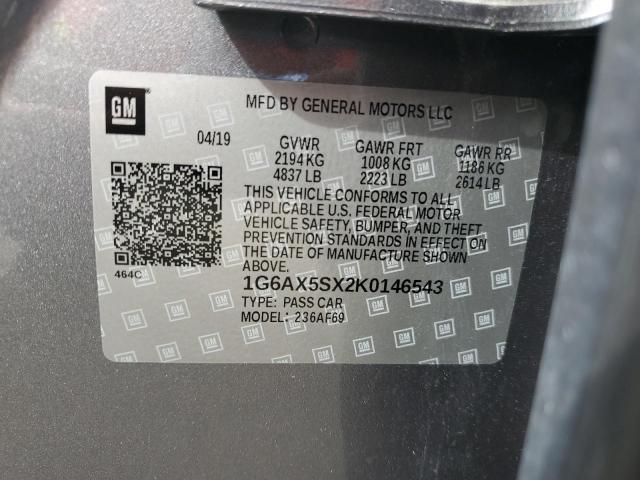 GM
MFD BY GENERAL MOTORS LLC
04/19 GVWR GAWR FRT GAWR RR
2194 KG 1008 KG 1186 KG
4837 LB 2223 LB 2614 LB
THIS VEHICLE CONFORMS TO ALL
APPLICABLE U.S. FEDERAL MOTOR
VEHICLE SAFETY, BUMPER, AND THEFT
PREVENTION STANDARDS IN EFFECT ON
THE DATE OF MANUFACTURE SHOWN
ABOVE.
464C
1G6AX5SX2K0146543
TYPE: PASS CAR
MODEL: 236AF69